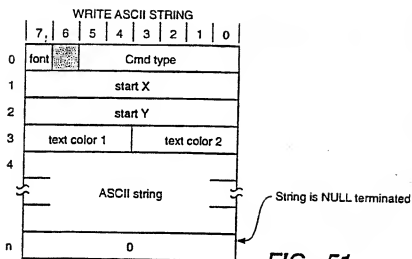 WRITE ASCII STRING
7 6 5 4 3 2 1 0
0 font Cmd type
1 start X
2 start Y
3 text color 1 text color 2
4
ASCII string
String is NULL terminated
n 0
FIG. 51